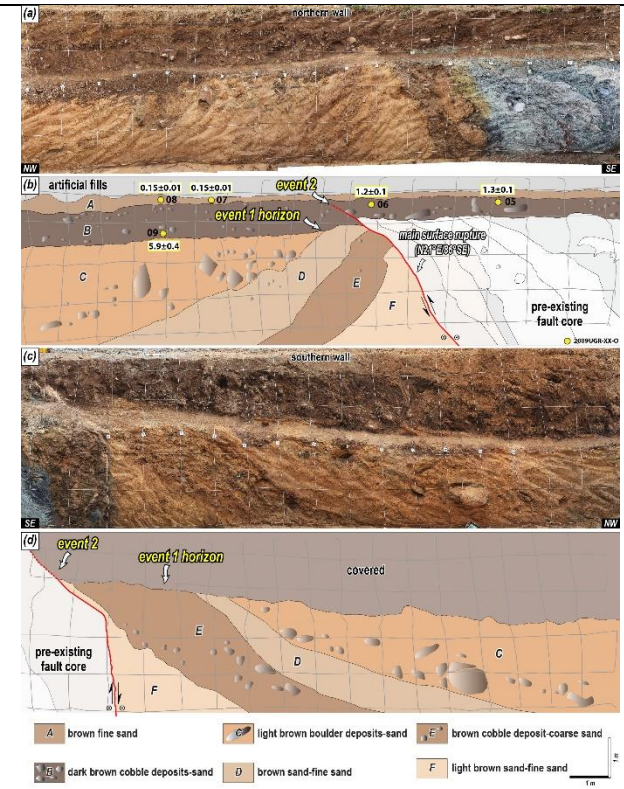 (a)
northern wall
NW
SE
(b)
artificial fills
0.15±0.01
0.15±0.01
event 2
1.2±0.1
1.3±0.1
A
08
07
06
05
event 1 horizon
B
09
5.9±0.4
main surface rupture
C
D
E
F
pre-existing
fault core
2019UGR-XX-O
(c)
southern wall
SE
NW
(d)
event 2
event 1 horizon
covered
pre-existing
fault core
E
D
C
F
A brown fine sand
C light brown boulder deposits-sand
E brown cobble deposit-coarse sand
B dark brown cobble deposits-sand
D brown sand-fine sand
F light brown sand-fine sand
1 m
1 m